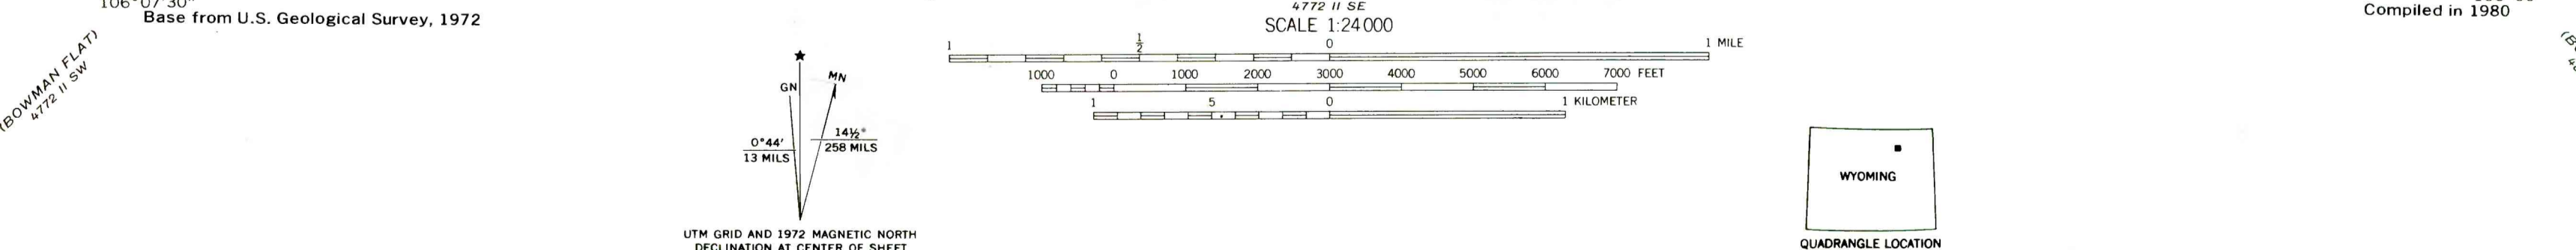 106°07'30"
Base from U.S. Geological Survey, 1972
(BOWMAN FLAT)
4772 II SW
★
GN
MN
0°44'
13 MILS
14½°
258 MILS
UTM GRID AND 1972 MAGNETIC NORTH
DECLINATION AT CENTER OF SHEET
4772 II SE
SCALE 1:24 000
1 ½ 0 1 MILE
1000 0 1000 2000 3000 4000 5000 6000 7000 FEET
1 5 0 1 KILOMETER
Compiled in 1980
WYOMING
QUADRANGLE LOCATION